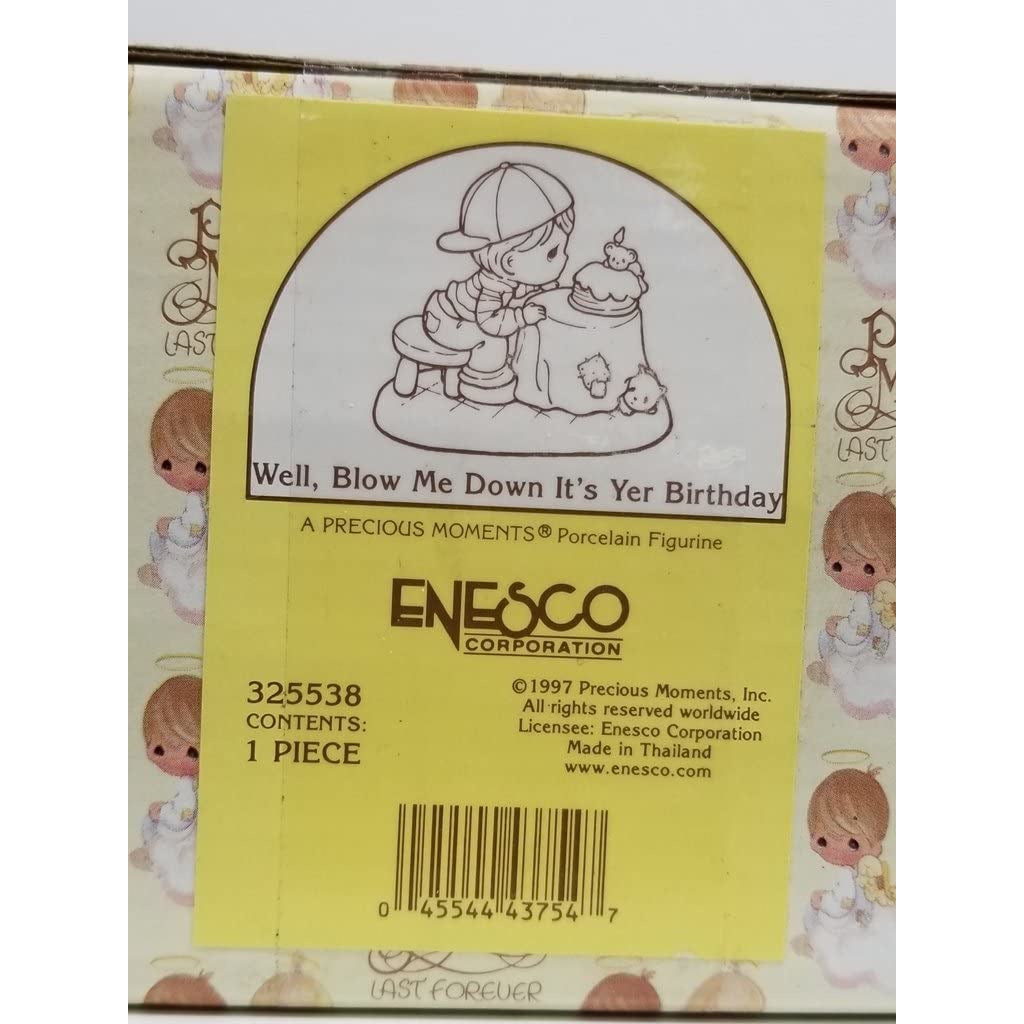 Well, Blow Me Down It's Yer Birthday
A PRECIOUS MOMENTS® Porcelain Figurine
ENESCO
CORPORATION
325538
CONTENTS:
1 PIECE
©1997 Precious Moments, Inc.
All rights reserved worldwide
Licensee: Enesco Corporation
Made in Thailand
www.enesco.com
0 45544 43754 7
LAST
LAST
LAST FOREVER